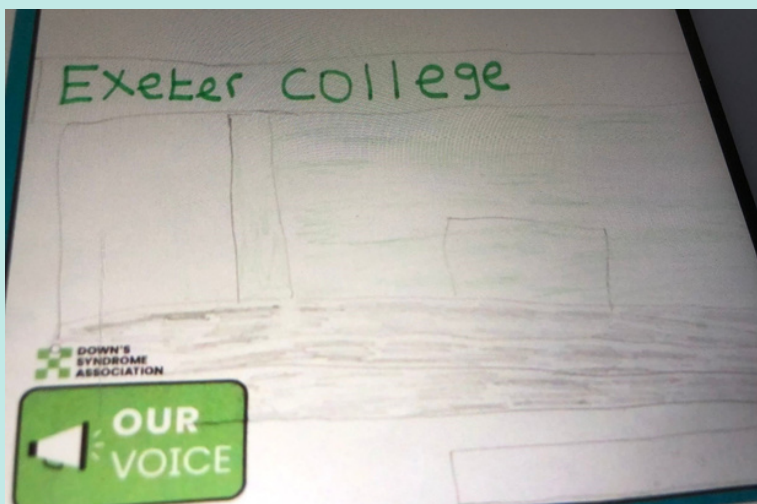 Exeter college
DOWN'S
SYNDROME
ASSOCIATION
OUR
VOICE